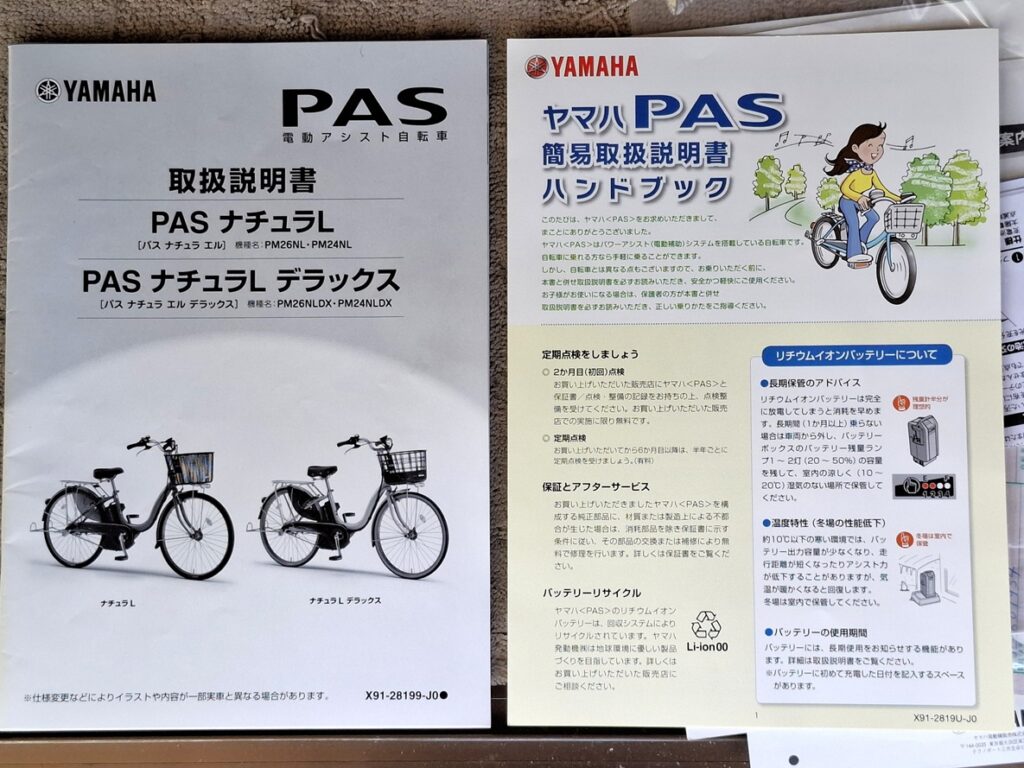 YAMAHA
PAS
電動アシスト自転車
取扱説明書
PAS ナチュラL
[パス ナチュラ エル] 機種名:PM26NL・PM24NL
PAS ナチュラL デラックス
[パス ナチュラ エル デラックス] 機種名:PM26NLDX・PM24NLDX
ナチュラL
ナチュラL デラックス
※仕様変更などによりイラストや内容が一部実車と異なる場合があります。
X91-28199-J0●
YAMAHA
ヤマハ PAS
簡易取扱説明書
ハンドブック
このたびは、ヤマハ<PAS>をお求めいただきまして、
まことにありがとうございました。
ヤマハ<PAS>はパワーアシスト(電動補助)システムを搭載している自転車です。
自転車に乗れる方なら手軽に乗ることができます。
しかし、自転車とは異なる点もございますので、お乗りいただく前に、
本書と併せ取扱説明書を必ずお読みいただき、安全かつ軽快にご使用ください。
お子様がお使いになる場合は、保護者の方が本書と併せ
取扱説明書を必ずお読みいただき、正しい乗りかたをご指導ください。
定期点検をしましょう
◎ 2か月目(初回)点検
お買い上げいただいた販売店にヤマハ<PAS>と
保証書/点検・整備の記録をお持ちの上、点検整
備を受けてください。お買い上げいただいた販売
店での実施に限り無料です。
◎ 定期点検
お買い上げいただいてから6か月目以降は、半年ごとに
定期点検を受けましょう。(有料)
保証とアフターサービス
お買い上げいただきましたヤマハ<PAS>を構
成する純正部品に、材質または製造上による不都
合が生じた場合は、消耗部品を除き保証書に示す
条件に従い、その部品の交換または補修により無
料で修理を行います。詳しくは保証書をご覧くだ
さい。
バッテリーリサイクル
ヤマハ<PAS>のリチウムイオン
バッテリーは、回収システムにより
リサイクルされています。ヤマハ
発動機㈱は地球環境に優しい製品
づくりを目指しています。詳しくは
お買い上げいただいた販売店に
ご相談ください。
Li-ion00
リチウムイオンバッテリーについて
●長期保管のアドバイス
リチウムイオンバッテリーは完全
に放電してしまうと消耗を早めま
す。長期間(1か月以上)乗らない
場合は車両から外し、バッテリー
ボックスのバッテリー残量ラン
プ1~2灯(20~50%)の容量
を残して、室内の涼しく(10~
20℃)湿気のない場所で保管して
ください。
残量計半分が
理想的
1 2 3 4
●温度特性(冬場の性能低下)
約10℃以下の寒い環境では、バッ
テリー出力容量が少なくなり、走
行距離が短くなったりアシスト力
が低下することがありますが、気
温が暖かくなると回復します。
冬場は室内で保管してください。
冬場は室内で
保管
●バッテリーの使用期間
バッテリーには、長期使用をお知らせする機能があり
ます。詳細は取扱説明書をご覧ください。
※バッテリーに初めて充電した日付を記入するスペース
があります。
1
X91-2819U-J0
案内